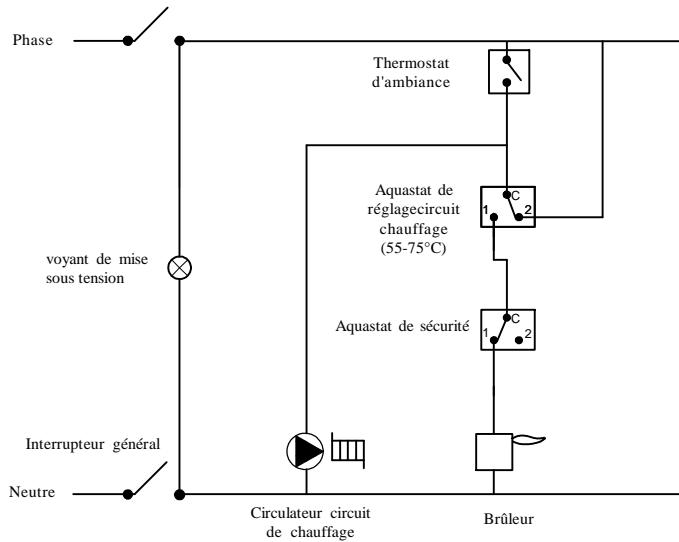 Phase
Thermostat
d'ambiance
Aquastat de
réglagecircuit
chauffage
(55-75°C)
C
1
2
voyant de mise
sous tension
Aquastat de sécurité
C
1
2
Interrupteur général
Neutre
Circulateur circuit
de chauffage
Brûleur